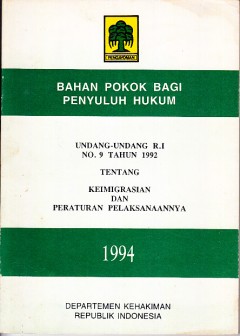 PENGAYOMAN
BAHAN POKOK BAGI
PENYULUH HUKUM
UNDANG-UNDANG R.I
NO. 9 TAHUN 1992
TENTANG
KEIMIGRASIAN
DAN
PERATURAN PELAKSANAANNYA
1994
DEPARTEMEN KEHAKIMAN
REPUBLIK INDONESIA